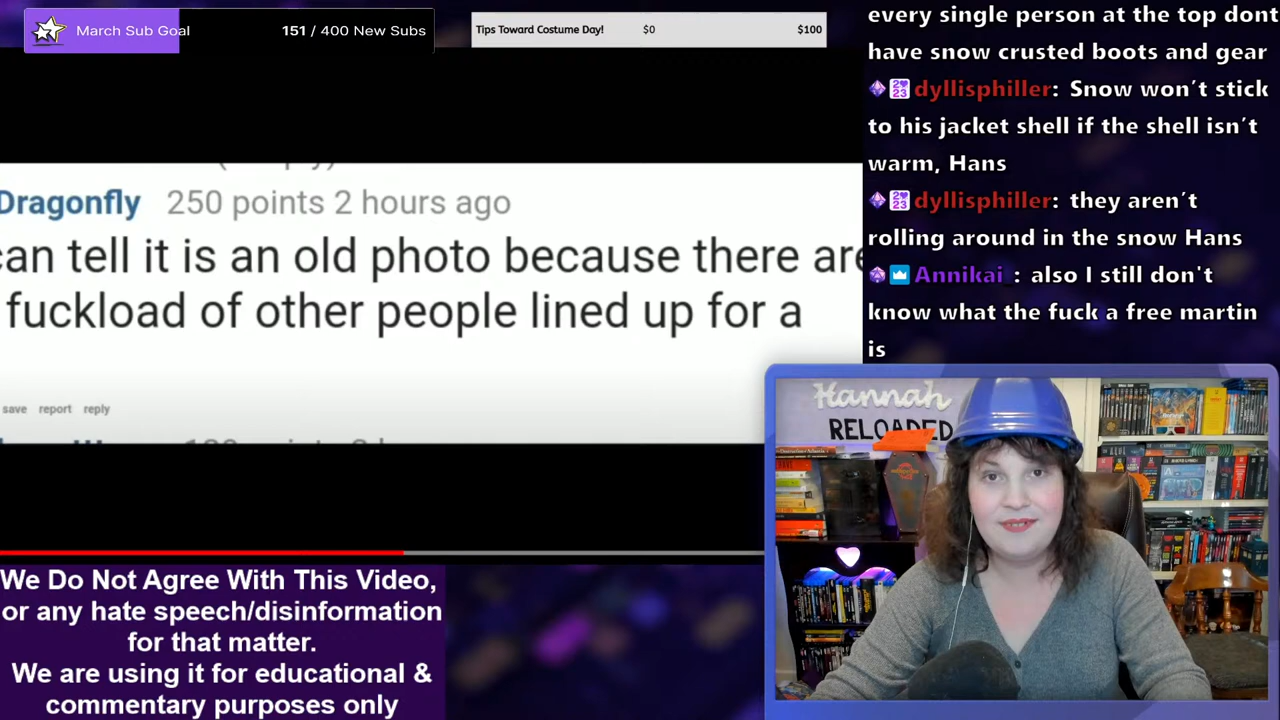 March Sub Goal 151 / 400 New Subs
Tips Toward Costume Day! $0 $100
Dragonfly 250 points 2 hours ago
can tell it is an old photo because there are
fuckload of other people lined up for a
save report reply
We Do Not Agree With This Video,
or any hate speech/disinformation
for that matter.
We are using it for educational &
commentary purposes only
every single person at the top dont
have snow crusted boots and gear
dyllisphiller: Snow won't stick
to his jacket shell if the shell isn't
warm, Hans
dyllisphiller: they aren't
rolling around in the snow Hans
Annikai_: also I still don't
know what the fuck a free martin
is
Hannah
RELOADED